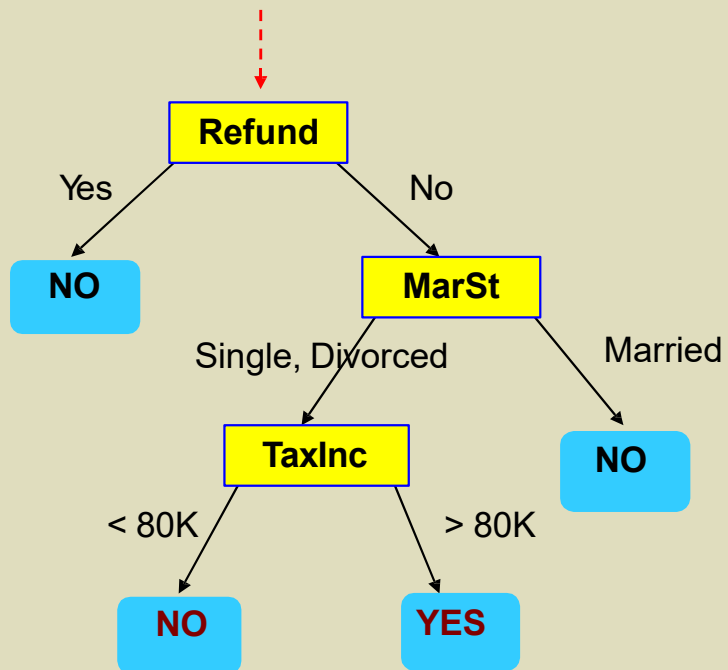 Refund
Yes
No
NO
MarSt
Single, Divorced
Married
TaxInc
NO
< 80K
> 80K
NO
YES